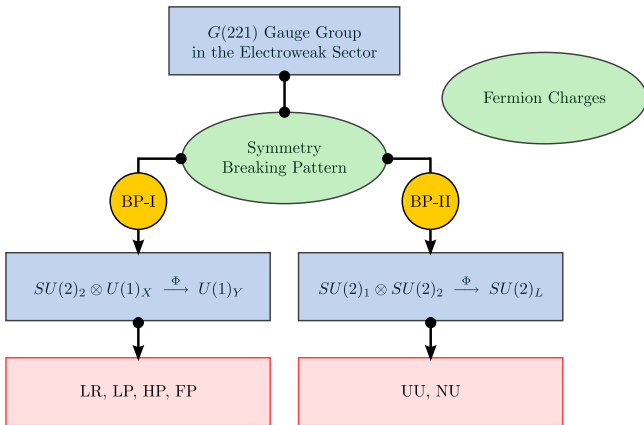 G(221) Gauge Group
in the Electroweak Sector
Fermion Charges
Symmetry
Breaking Pattern
BP-I
BP-II
SU(2)₂ ⊗ U(1)_X →^Φ U(1)_Y
SU(2)₁ ⊗ SU(2)₂ →^Φ SU(2)_L
LR, LP, HP, FP
UU, NU